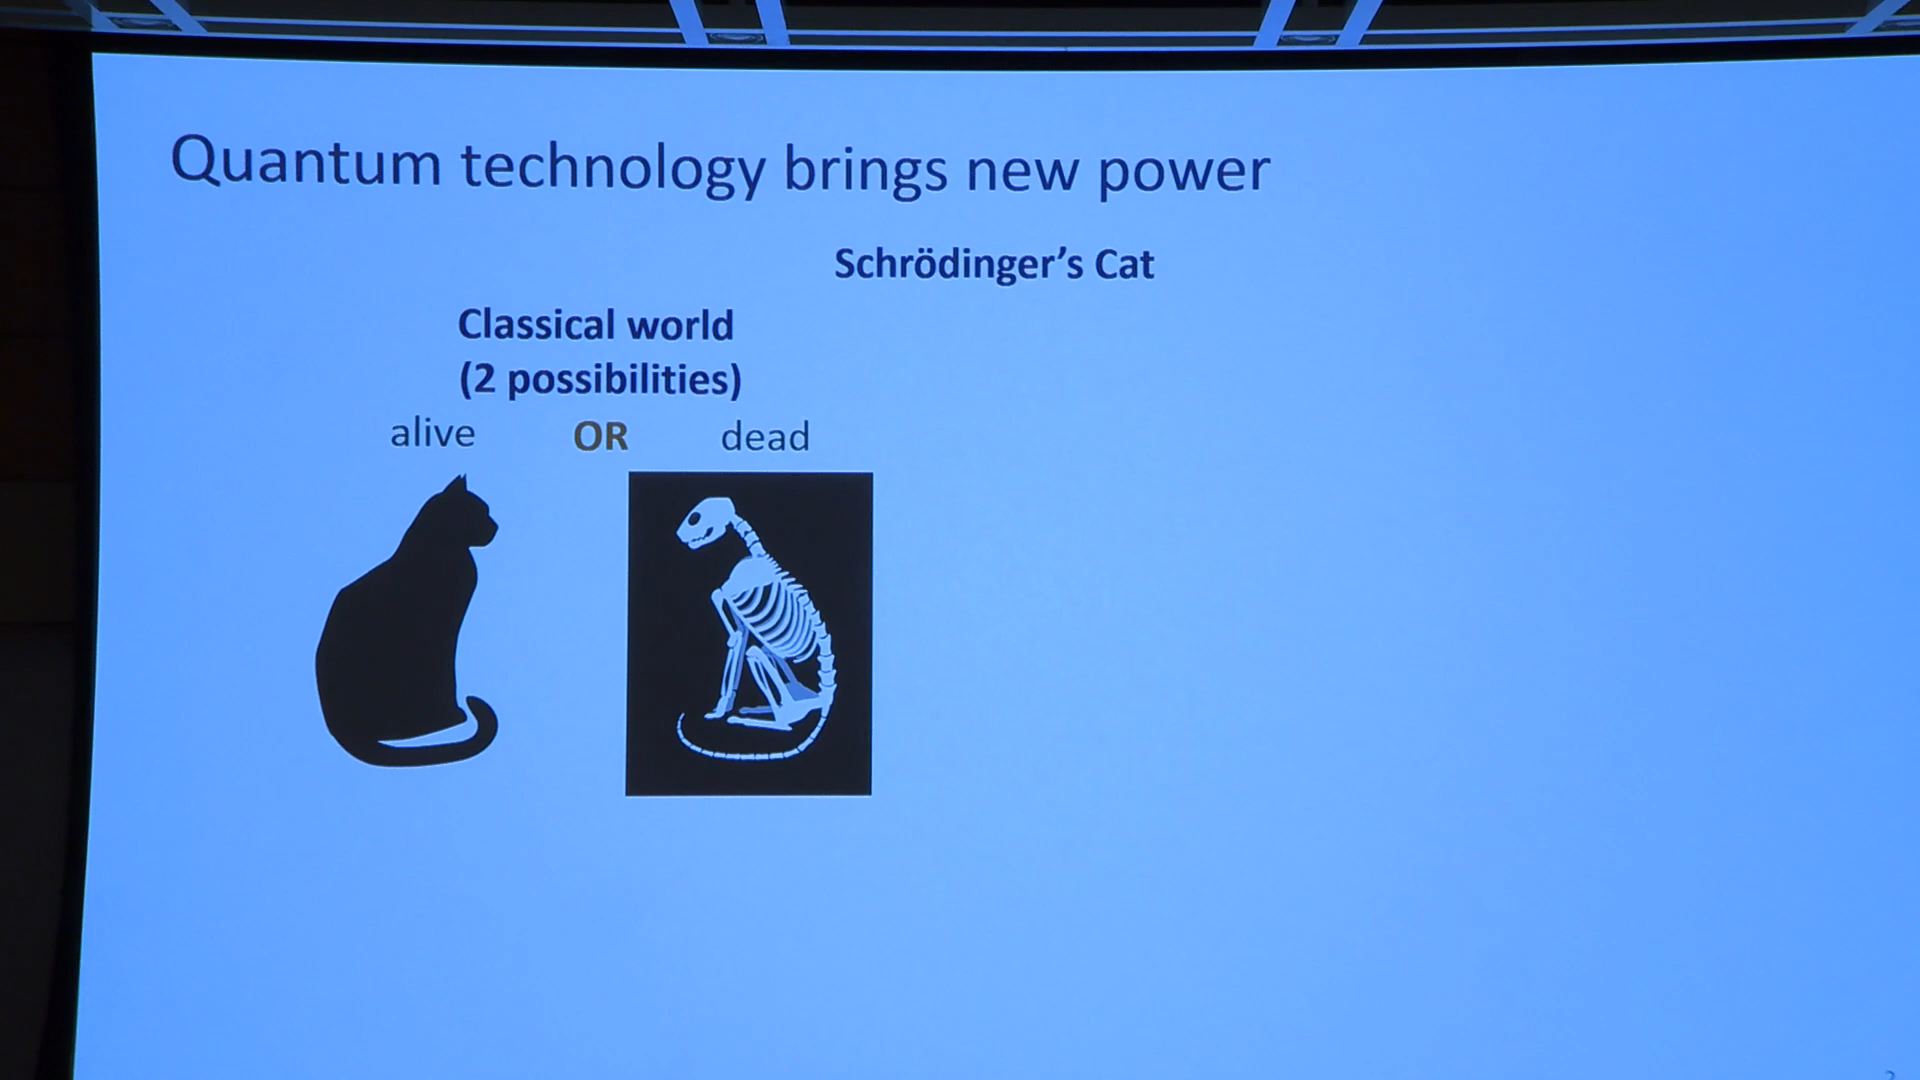 Quantum technology brings new power
Schrödinger's Cat
Classical world
(2 possibilities)
alive OR dead